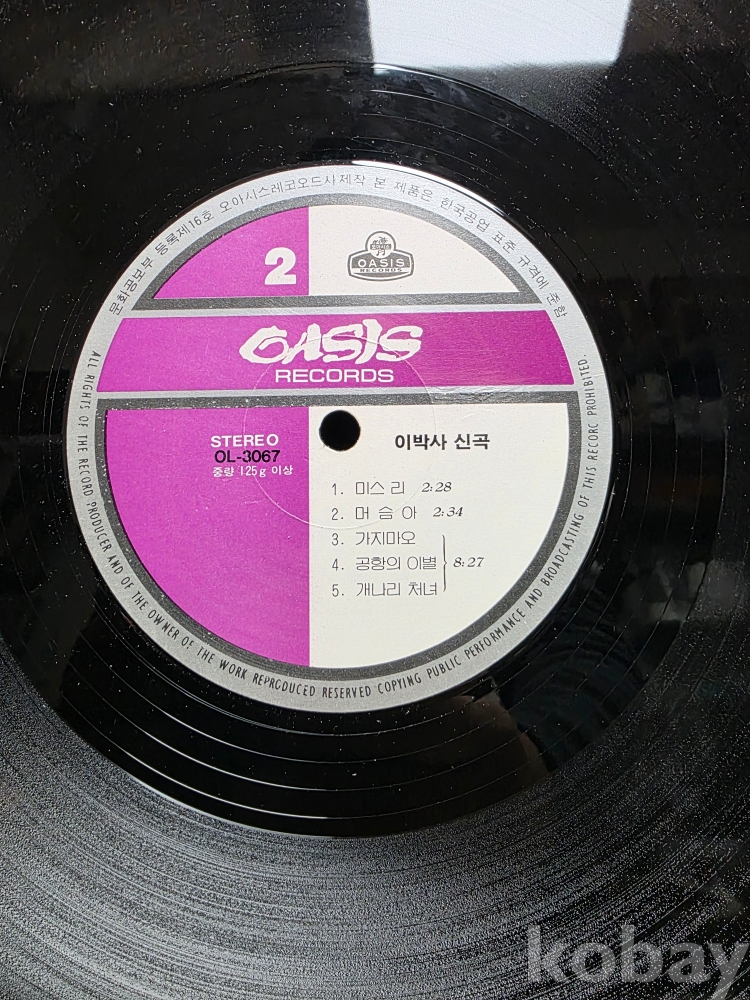 문화공보부 등록제16호 오아시스레코오드사제작 본 제품은 한국공업 표준 규격에 준함
2
OASIS
RECORDS
OASIS
RECORDS
STEREO
OL-3067
중량 125g 이상
이박사 신곡
1. 미스 리 2:28
2. 머 슴 아 2:34
3. 가지마오
4. 공항의 이별 8:27
5. 개나리 처녀
ALL RIGHTS OF THE RECORD PRODUCER AND OF THE OWNER OF THE WORK REPRCDUCED RESERVED COPYING PUBLIC PERFORMANCE AND BROADCASTING OF THIS RECORC PROHIBITED.
kobay